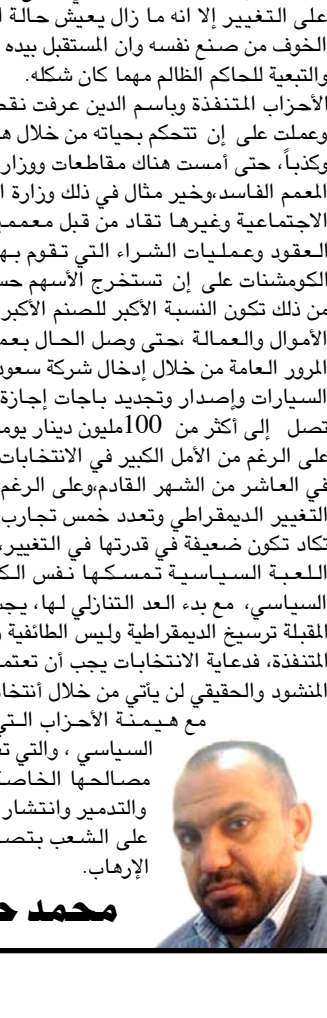 على التغيير إلا انه ما زال يعيش حالة ا
الخوف من صنع نفسه وان المستقبل بيده
والتبعية للحاكم الظالم مهما كان شكله.
الأحزاب المتنفذة وباسم الدين عرفت نقص
وعملت على إن تتحكم بحياته من خلال ه
وكذباً، حتى أمست هناك مقاطعات ووزار
المعمم الفاسد،وخير مثال في ذلك وزارة ا
الاجتماعية وغيرها تقاد من قبل معممي
العقود وعمليات الشراء التي تقوم به
الكومشنات على إن تستخرج الأسهم حس
من ذلك تكون النسبة الأكبر للصنم الأكبر
الأموال والعمالة ،حتى وصل الحال بعم
المرور العامة من خلال إدخال شركة سعود
السيارات وإصدار وتجديد باجات إجازة
تصل إلى أكثر من 100مليون دينار يوم
على الرغم من الأمل الكبير في الانتخابات
في العاشر من الشهر القادم،وعلى الرغم
التغيير الديمقراطي وتعدد خمس تجارب
تكاد تكون ضعيفة في قدرتها في التغيير،
اللعبة السياسية تمسكها نفس الك
السياسي، مع بدء العد التنازلي لها، يج
المقبلة ترسيخ الديمقراطية وليس الطائفية و
المتنفذة، فدعاية الانتخابات يجب أن تعتم
المنشود والحقيقي لن يأتي من خلال أنتخا
مع هيمنة الأحزاب التي
السياسي ، والتي تع
مصالحها الخاصة
والتدمير وانتشار
على الشعب بتص
الإرهاب.
محمد ح